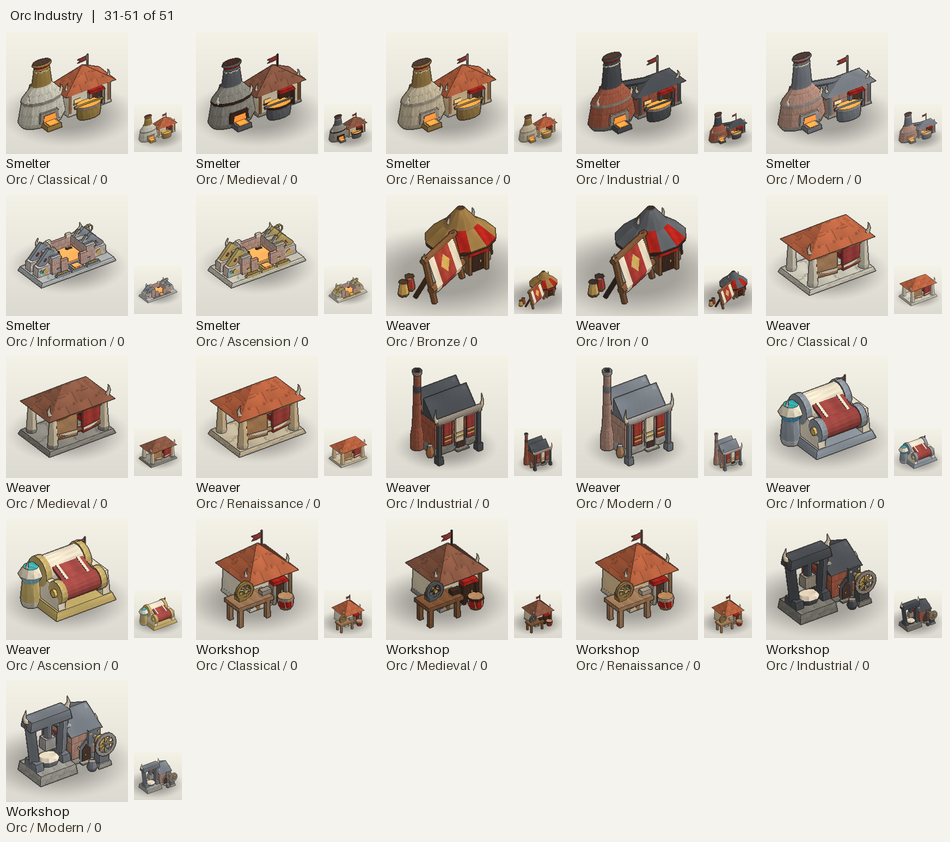 Orc Industry | 31-51 of 51
Smelter
Orc / Classical / 0
Smelter
Orc / Medieval / 0
Smelter
Orc / Renaissance / 0
Smelter
Orc / Industrial / 0
Smelter
Orc / Modern / 0
Smelter
Orc / Information / 0
Smelter
Orc / Ascension / 0
Weaver
Orc / Bronze / 0
Weaver
Orc / Iron / 0
Weaver
Orc / Classical / 0
Weaver
Orc / Medieval / 0
Weaver
Orc / Renaissance / 0
Weaver
Orc / Industrial / 0
Weaver
Orc / Modern / 0
Weaver
Orc / Information / 0
Weaver
Orc / Ascension / 0
Workshop
Orc / Classical / 0
Workshop
Orc / Medieval / 0
Workshop
Orc / Renaissance / 0
Workshop
Orc / Industrial / 0
Workshop
Orc / Modern / 0